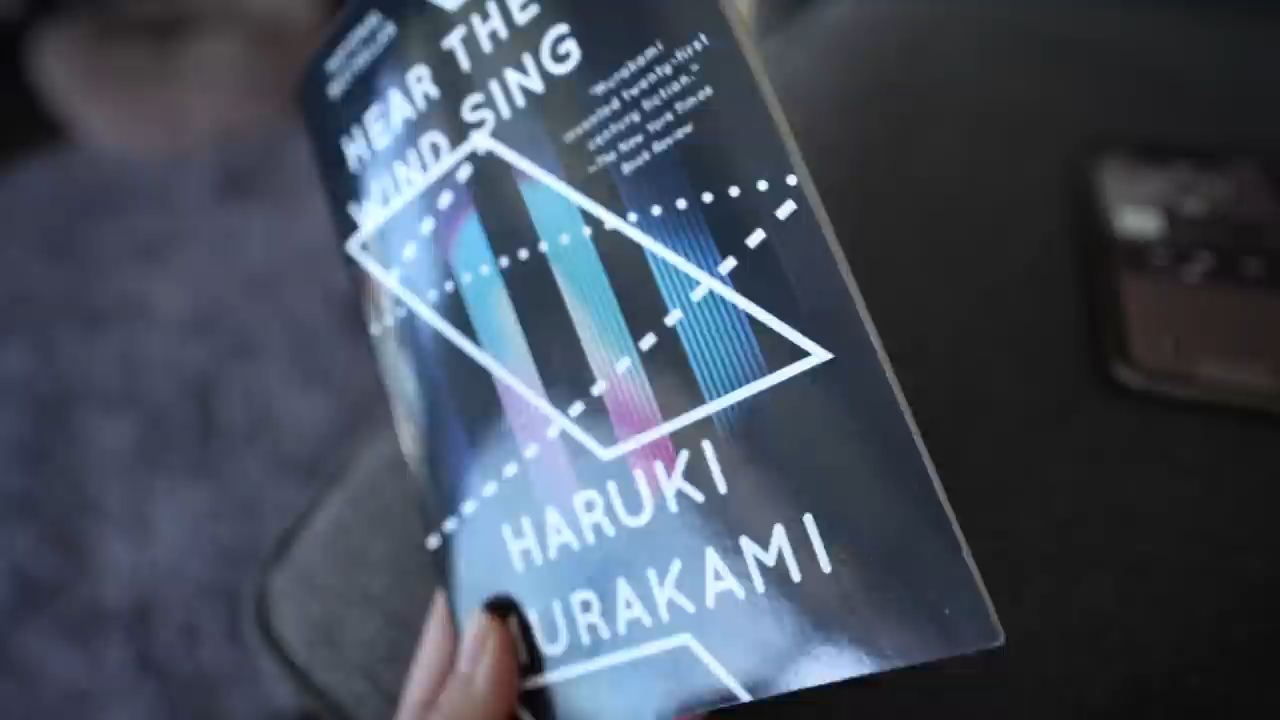 HEAR THE
WIND SING
"Murakami
invented twenty-first
century fiction."
—The New York Times
Book Review
HARUKI
MURAKAMI